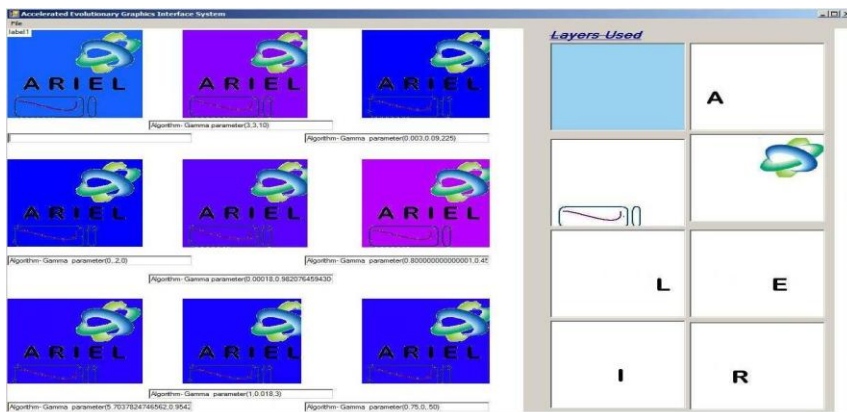 Accelerated Evolutionary Graphics Interface System
File
label1
Layers Used
ARIEL
ARIEL
ARIEL
A
Algorithm- Gamma parameter(3,3,10)
Algorithm- Gamma parameter(0.003,0.09,225)
ARIEL
ARIEL
ARIEL
Algorithm- Gamma parameter(0,.2,0)
Algorithm- Gamma parameter(0.800000000000001,0.45
Algorithm- Gamma parameter(0.00018,0.982076459430
L
E
ARIEL
ARIEL
ARIEL
I
R
Algorithm- Gamma parameter(1,0.018,3)
Algorithm- Gamma parameter(5.7037824746562,0.954
Algorithm- Gamma parameter(0.75,0,.50)